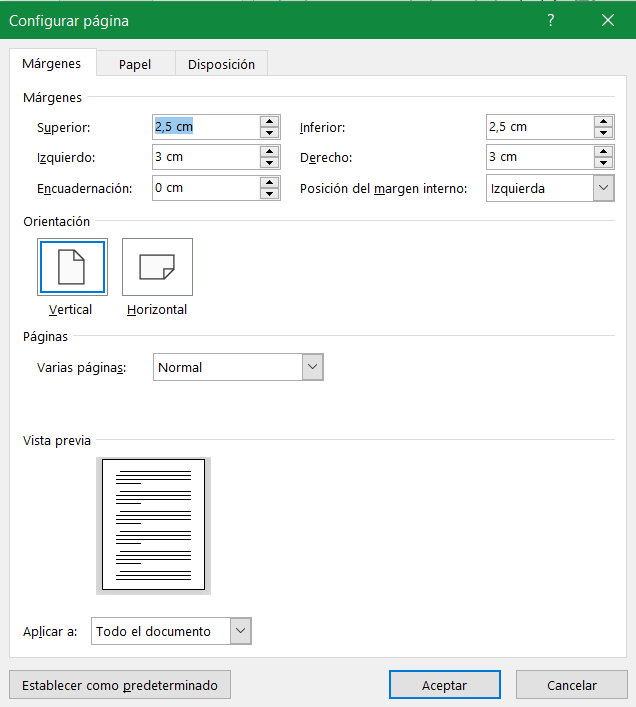 Configurar página ?
Márgenes Papel Disposición
Márgenes
Superior: 2,5 cm Inferior: 2,5 cm
Izquierdo: 3 cm Derecho: 3 cm
Encuadernación: 0 cm Posición del margen interno: Izquierda
Orientación
Vertical Horizontal
Páginas
Varias páginas: Normal
Vista previa
Aplicar a: Todo el documento
Establecer como predeterminado Aceptar Cancelar